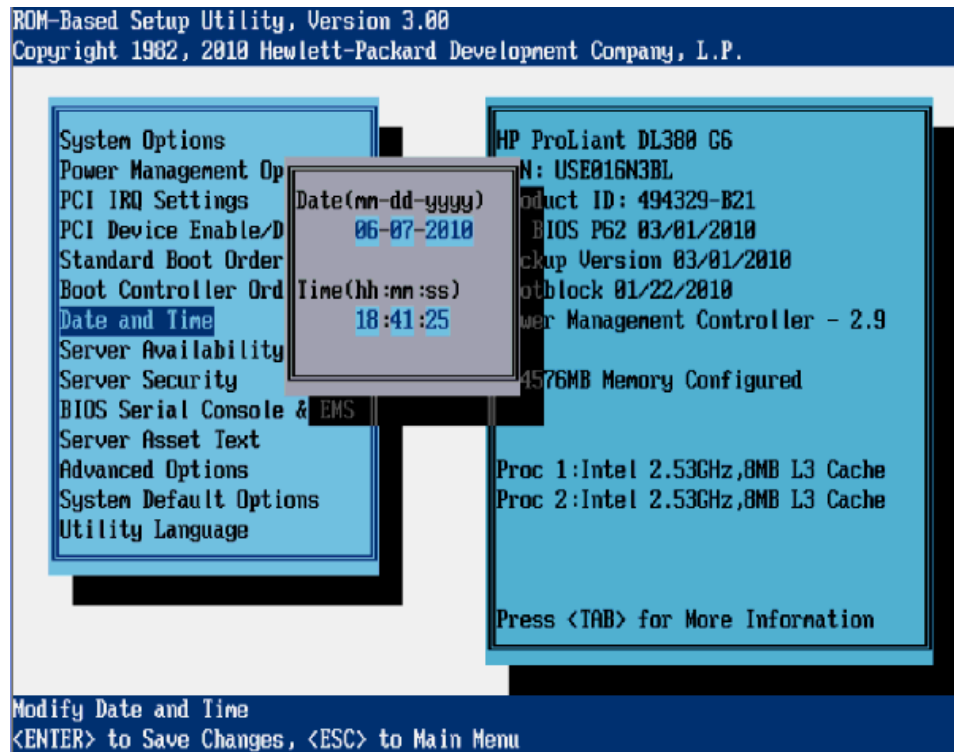 ROM-Based Setup Utility, Version 3.00
Copyright 1982, 2010 Hewlett-Packard Development Company, L.P.
System Options
Power Management Op
PCI IRQ Settings
PCI Device Enable/D
Standard Boot Order
Boot Controller Ord
Date and Time
Server Availability
Server Security
BIOS Serial Console & EMS
Server Asset Text
Advanced Options
System Default Options
Utility Language
Date(mm-dd-yyyy)
06-07-2010
Time(hh:mm:ss)
18:41:25
HP ProLiant DL380 G6
N: USE016N3BL
oduct ID: 494329-B21
BIOS P62 03/01/2010
ckup Version 03/01/2010
otblock 01/22/2010
wer Management Controller - 2.9
4576MB Memory Configured
Proc 1:Intel 2.53GHz,8MB L3 Cache
Proc 2:Intel 2.53GHz,8MB L3 Cache
Press <TAB> for More Information
Modify Date and Time
<ENTER> to Save Changes, <ESC> to Main Menu